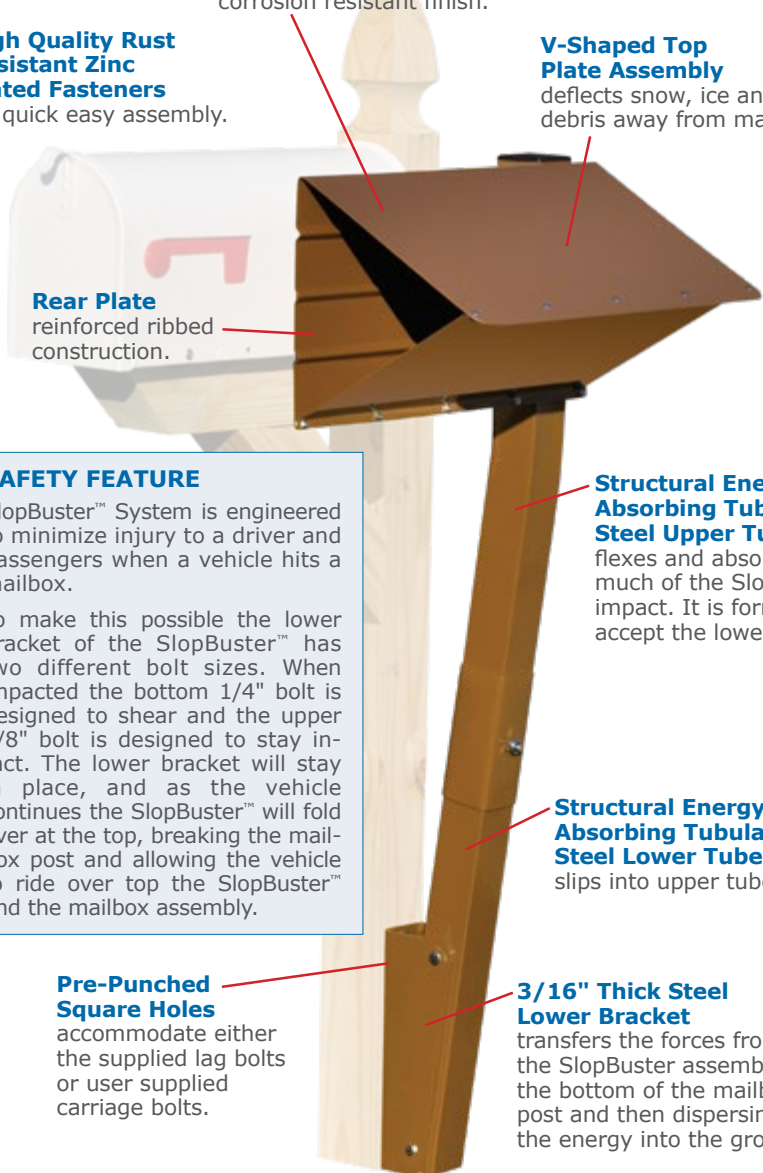 corrosion resistant finish.
gh Quality Rust
sistant Zinc
ated Fasteners
quick easy assembly.
V-Shaped Top
Plate Assembly
deflects snow, ice an
debris away from ma
Rear Plate
reinforced ribbed
construction.
AFETY FEATURE
lopBuster™ System is engineered
o minimize injury to a driver and
assengers when a vehicle hits a
ailbox.
o make this possible the lower
racket of the SlopBuster™ has
wo different bolt sizes. When
mpacted the bottom 1/4" bolt is
esigned to shear and the upper
/8" bolt is designed to stay in-
act. The lower bracket will stay
n place, and as the vehicle
ontinues the SlopBuster™ will fold
ver at the top, breaking the mail-
ox post and allowing the vehicle
o ride over top the SlopBuster™
nd the mailbox assembly.
Structural Ene
Absorbing Tub
Steel Upper Tu
flexes and abso
much of the Slo
impact. It is for
accept the lowe
Structural Energy
Absorbing Tubula
Steel Lower Tube
slips into upper tub
Pre-Punched
Square Holes
accommodate either
the supplied lag bolts
or user supplied
carriage bolts.
3/16" Thick Steel
Lower Bracket
transfers the forces fro
the SlopBuster assemb
the bottom of the mailb
post and then dispersin
the energy into the gro